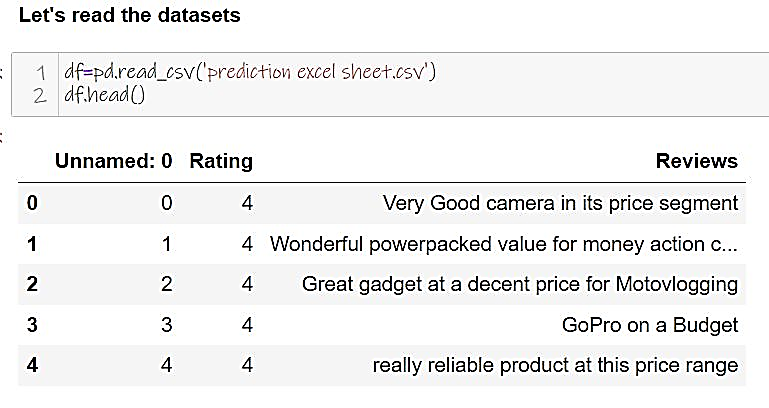 Let's read the datasets
1 df=pd.read_csv('prediction excel sheet.csv')
2 df.head()
Unnamed: 0 Rating Reviews
0 0 4 Very Good camera in its price segment
1 1 4 Wonderful powerpacked value for money action c...
2 2 4 Great gadget at a decent price for Motovlogging
3 3 4 GoPro on a Budget
4 4 4 really reliable product at this price range